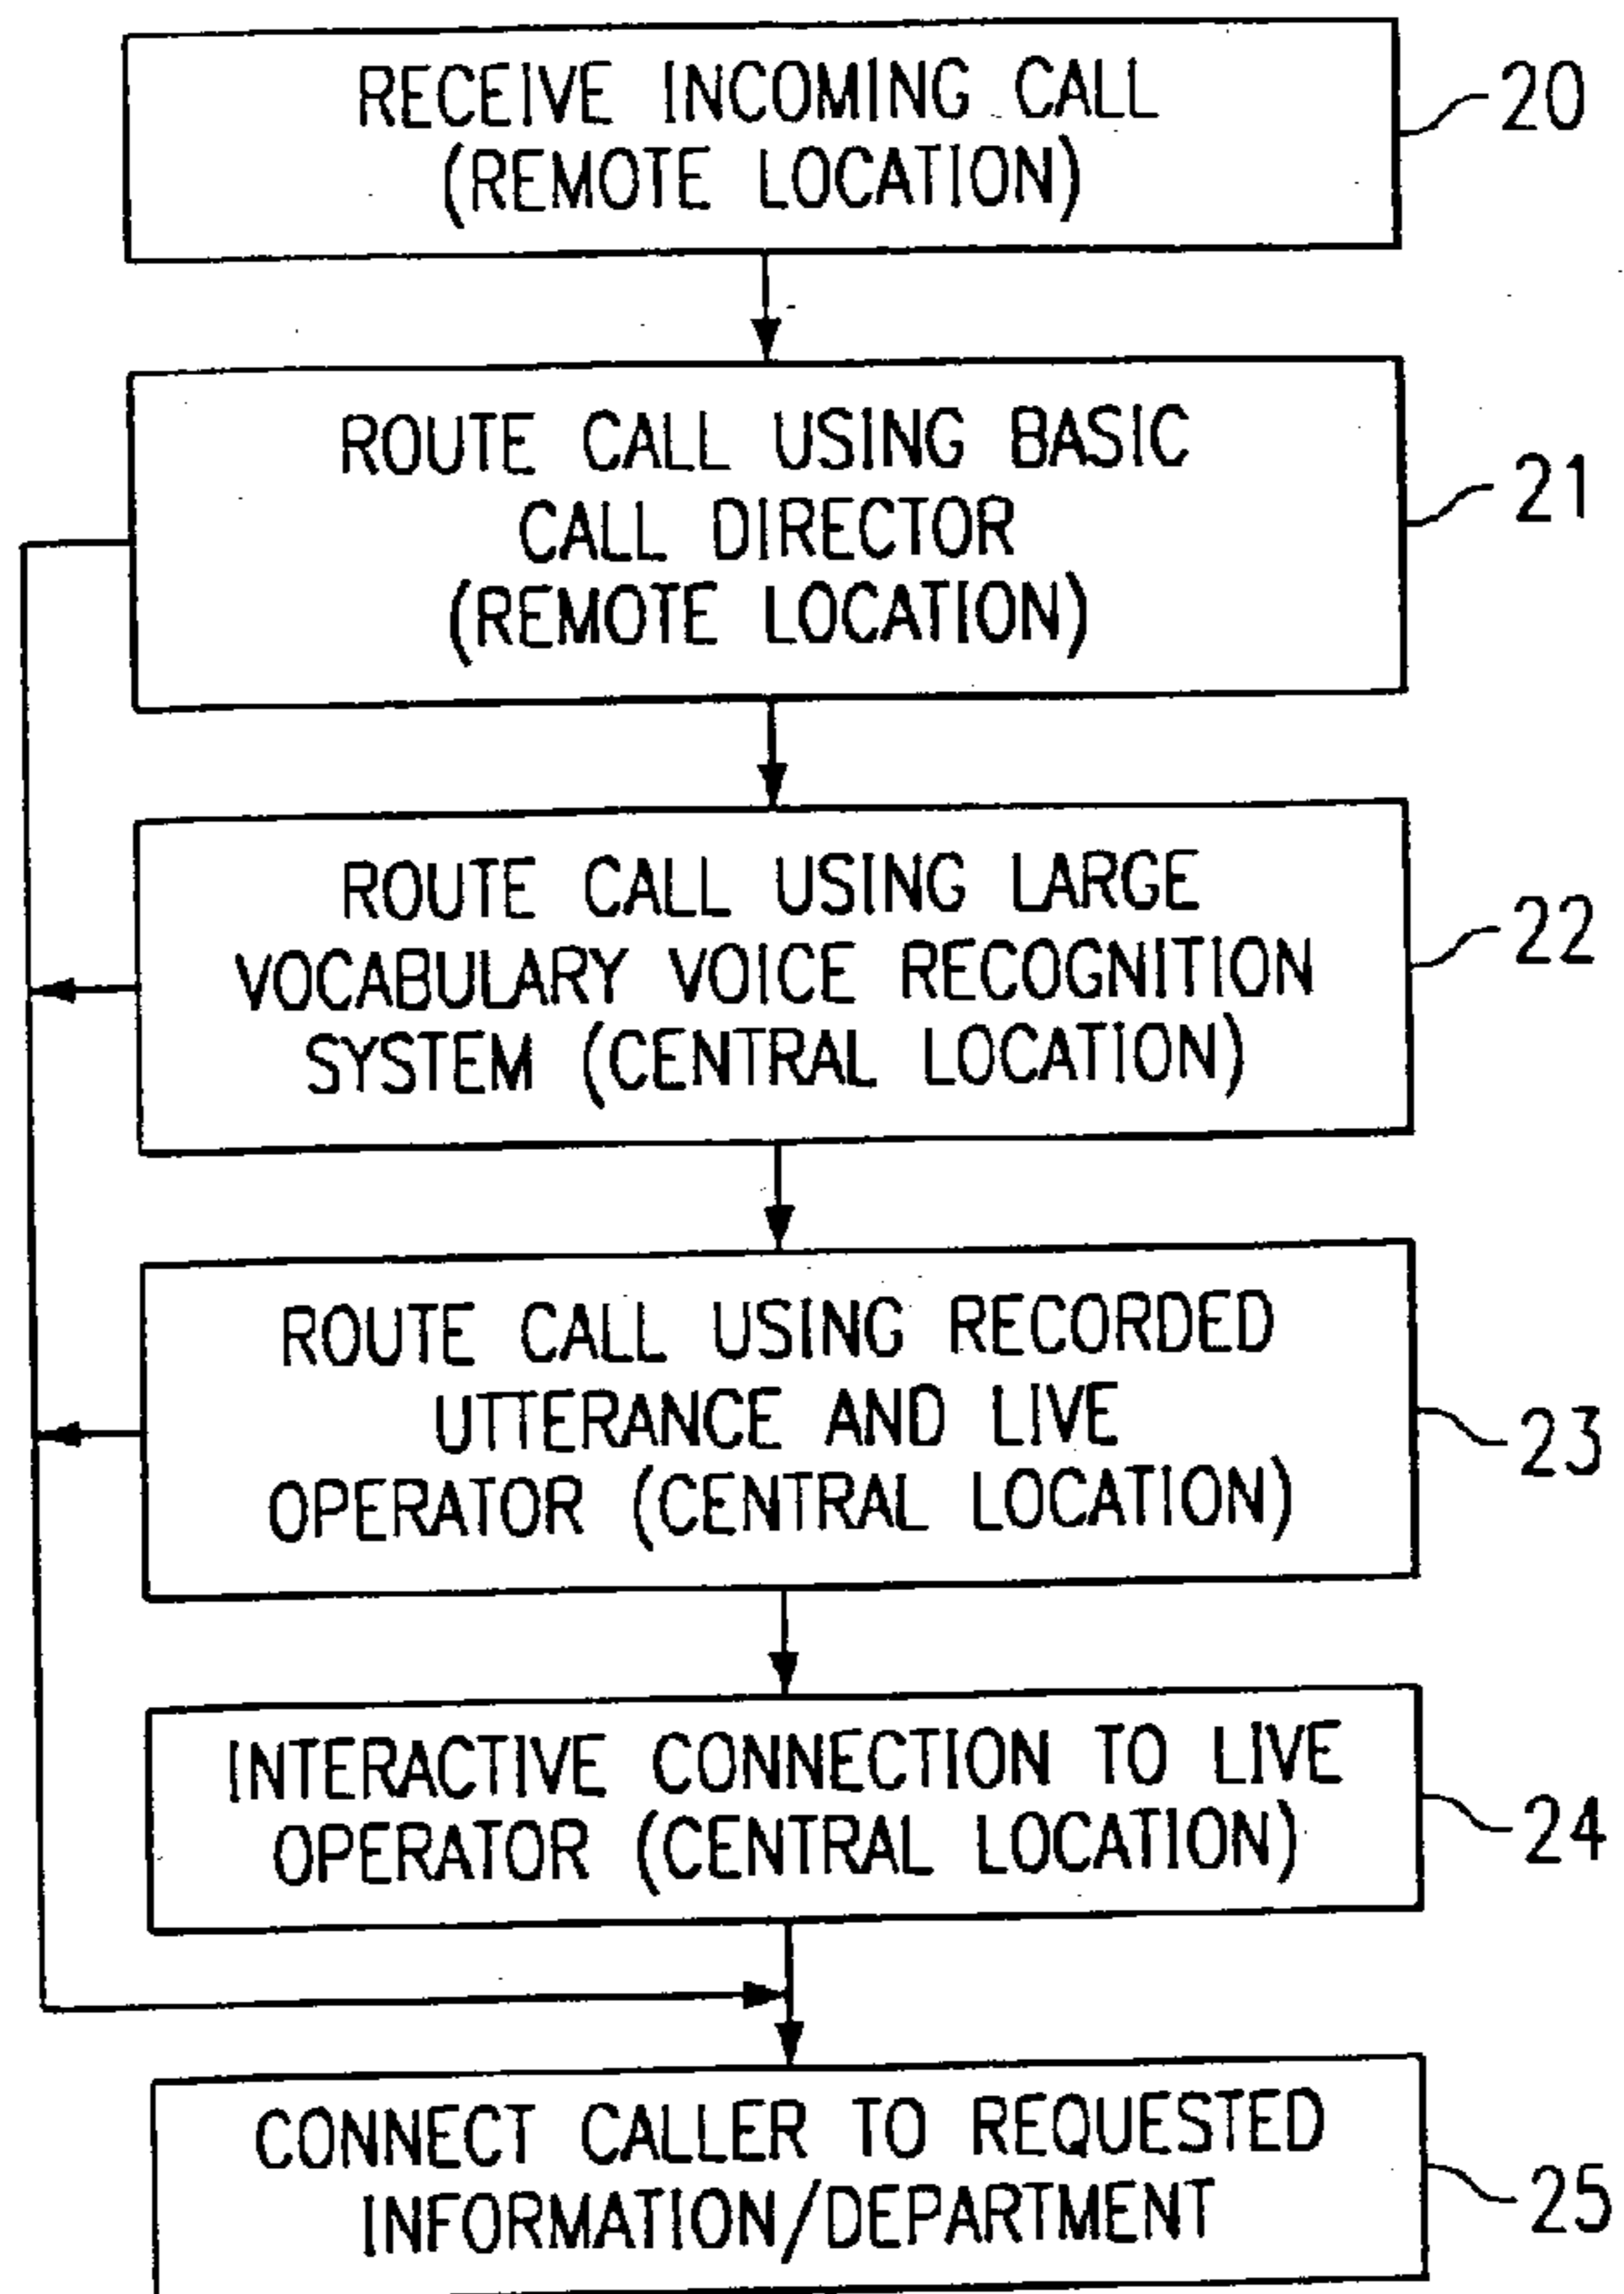 RECEIVE INCOMING CALL
(REMOTE LOCATION)
20
ROUTE CALL USING BASIC
CALL DIRECTOR
(REMOTE LOCATION)
21
ROUTE CALL USING LARGE
VOCABULARY VOICE RECOGNITION
SYSTEM (CENTRAL LOCATION)
22
ROUTE CALL USING RECORDED
UTTERANCE AND LIVE
OPERATOR (CENTRAL LOCATION)
23
INTERACTIVE CONNECTION TO LIVE
OPERATOR (CENTRAL LOCATION)
24
CONNECT CALLER TO REQUESTED
INFORMATION/DEPARTMENT
25